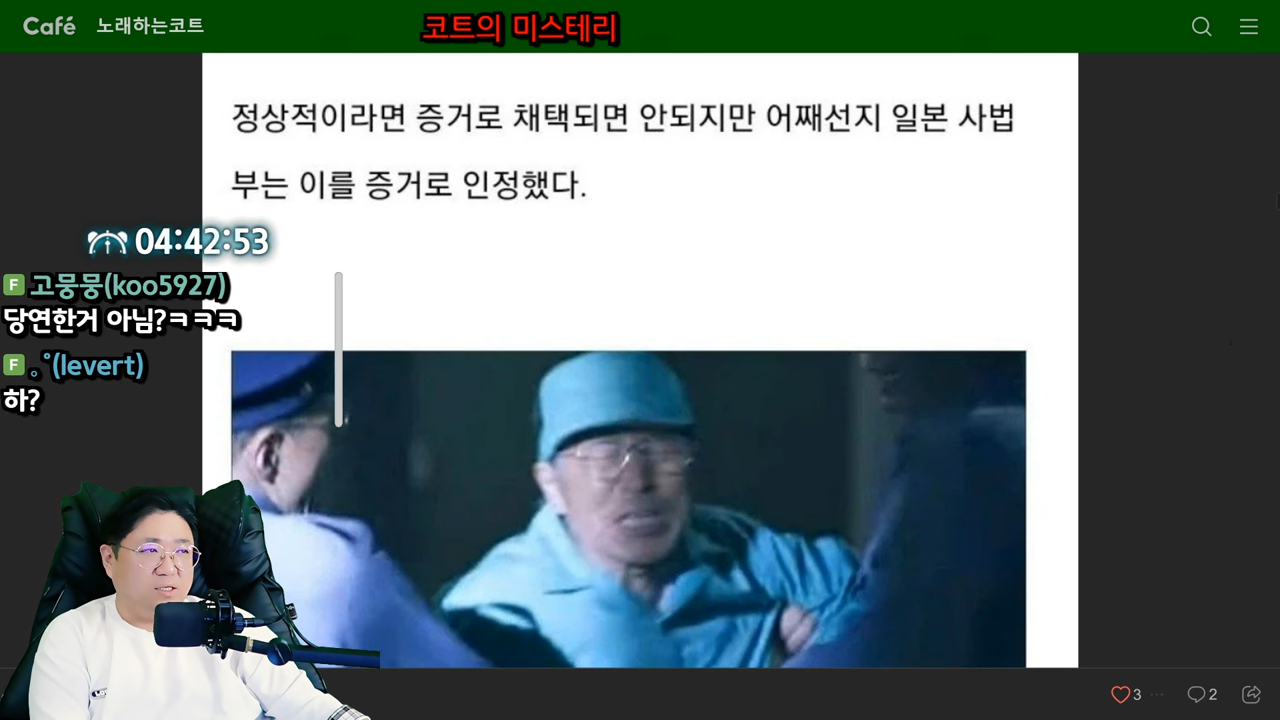 Café 노래하는코트
코트의 미스테리
정상적이라면 증거로 채택되면 안되지만 어째선지 일본 사법
부는 이를 증거로 인정했다.
04:42:53
F 고뭉뭉(koo5927)
당연한거 아님?ㅋㅋㅋ
F 。˚(levert)
하?
3
2